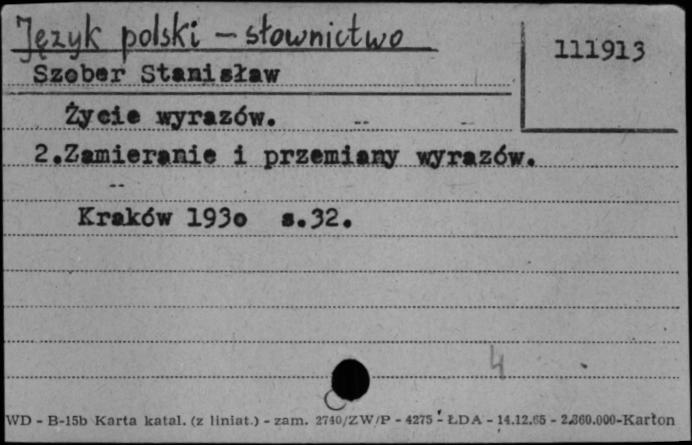 Język polski - słownictwo
111913
Szober Stanisław
Życie wyrazów.
2.Zamieranie i przemiany wyrazów.
Kraków 193o s.32.
4
WD - B-15b Karta katal. (z liniat.) - zam. 2740/ZW/P - 4275 - ŁDA - 14.12.65 - 2.360.000-Karton